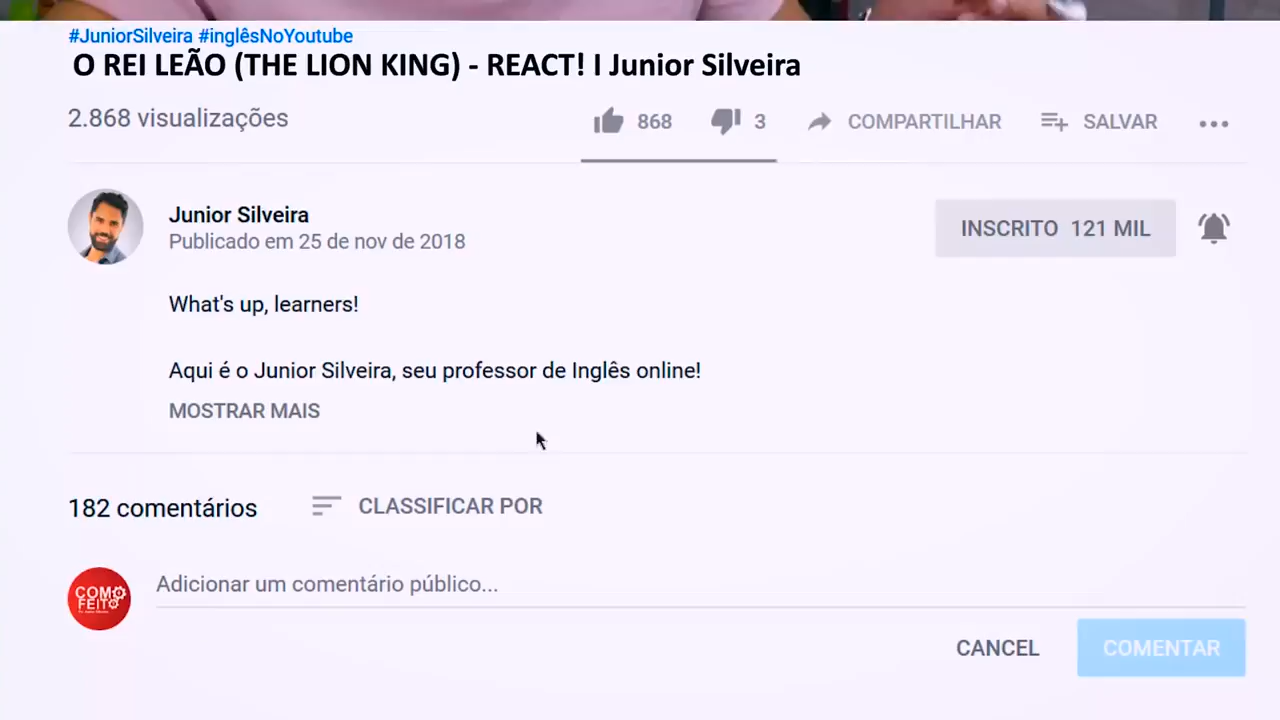 #JuniorSilveira #inglêsNoYoutube
O REI LEÃO (THE LION KING) - REACT! I Junior Silveira
2.868 visualizações
868 3 COMPARTILHAR SALVAR
Junior Silveira
Publicado em 25 de nov de 2018
INSCRITO 121 MIL
What's up, learners!
Aqui é o Junior Silveira, seu professor de Inglês online!
MOSTRAR MAIS
182 comentários CLASSIFICAR POR
COMO
FEITO
Adicionar um comentário público...
CANCEL COMENTAR